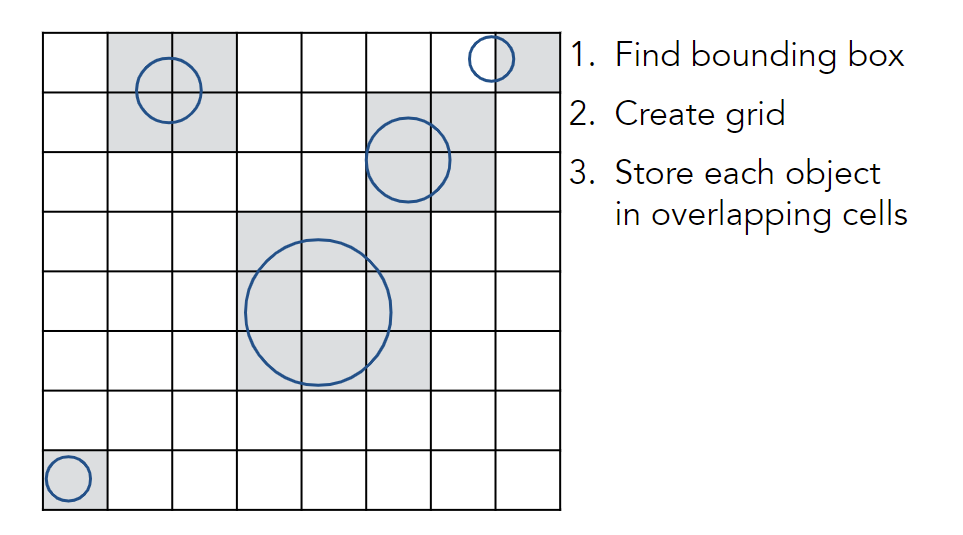 1. Find bounding box
2. Create grid
3. Store each object
in overlapping cells